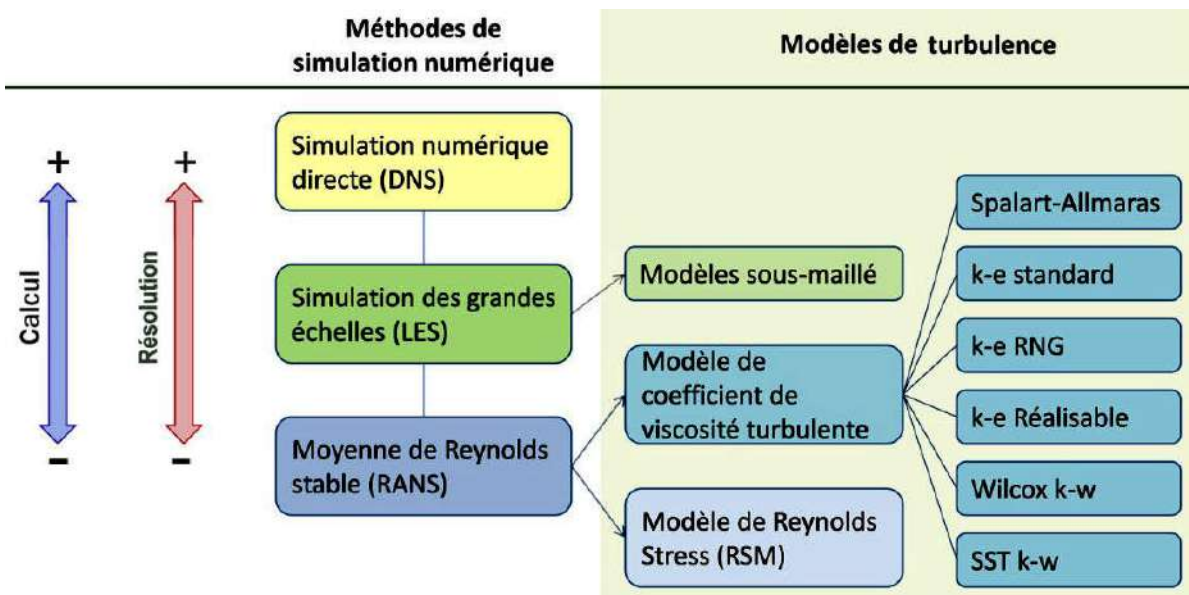 Méthodes de
simulation numérique
Modèles de turbulence
+
+
Calcul
Résolution
−
−
Simulation numérique
directe (DNS)
Simulation des grandes
échelles (LES)
Moyenne de Reynolds
stable (RANS)
Modèles sous-maillé
Modèle de
coefficient de
viscosité turbulente
Modèle de Reynolds
Stress (RSM)
Spalart-Allmaras
k-e standard
k-e RNG
k-e Réalisable
Wilcox k-w
SST k-w